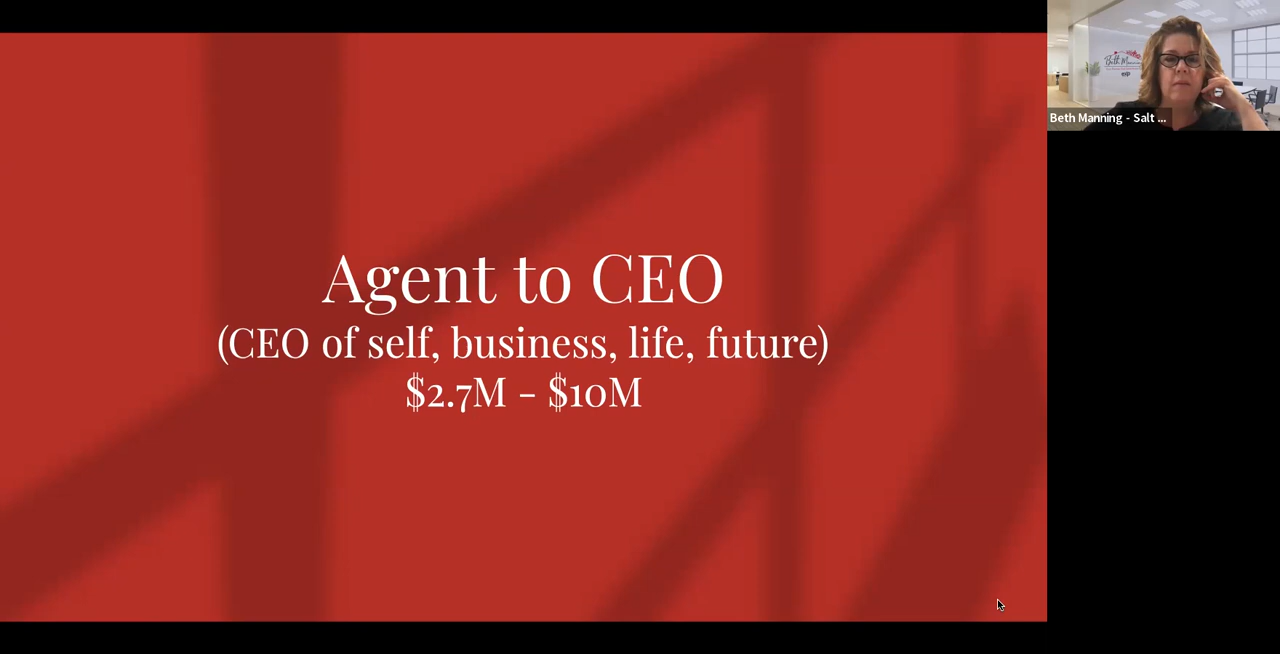 Agent to CEO
(CEO of self, business, life, future)
$2.7M - $10M
Beth Manning - Salt ...